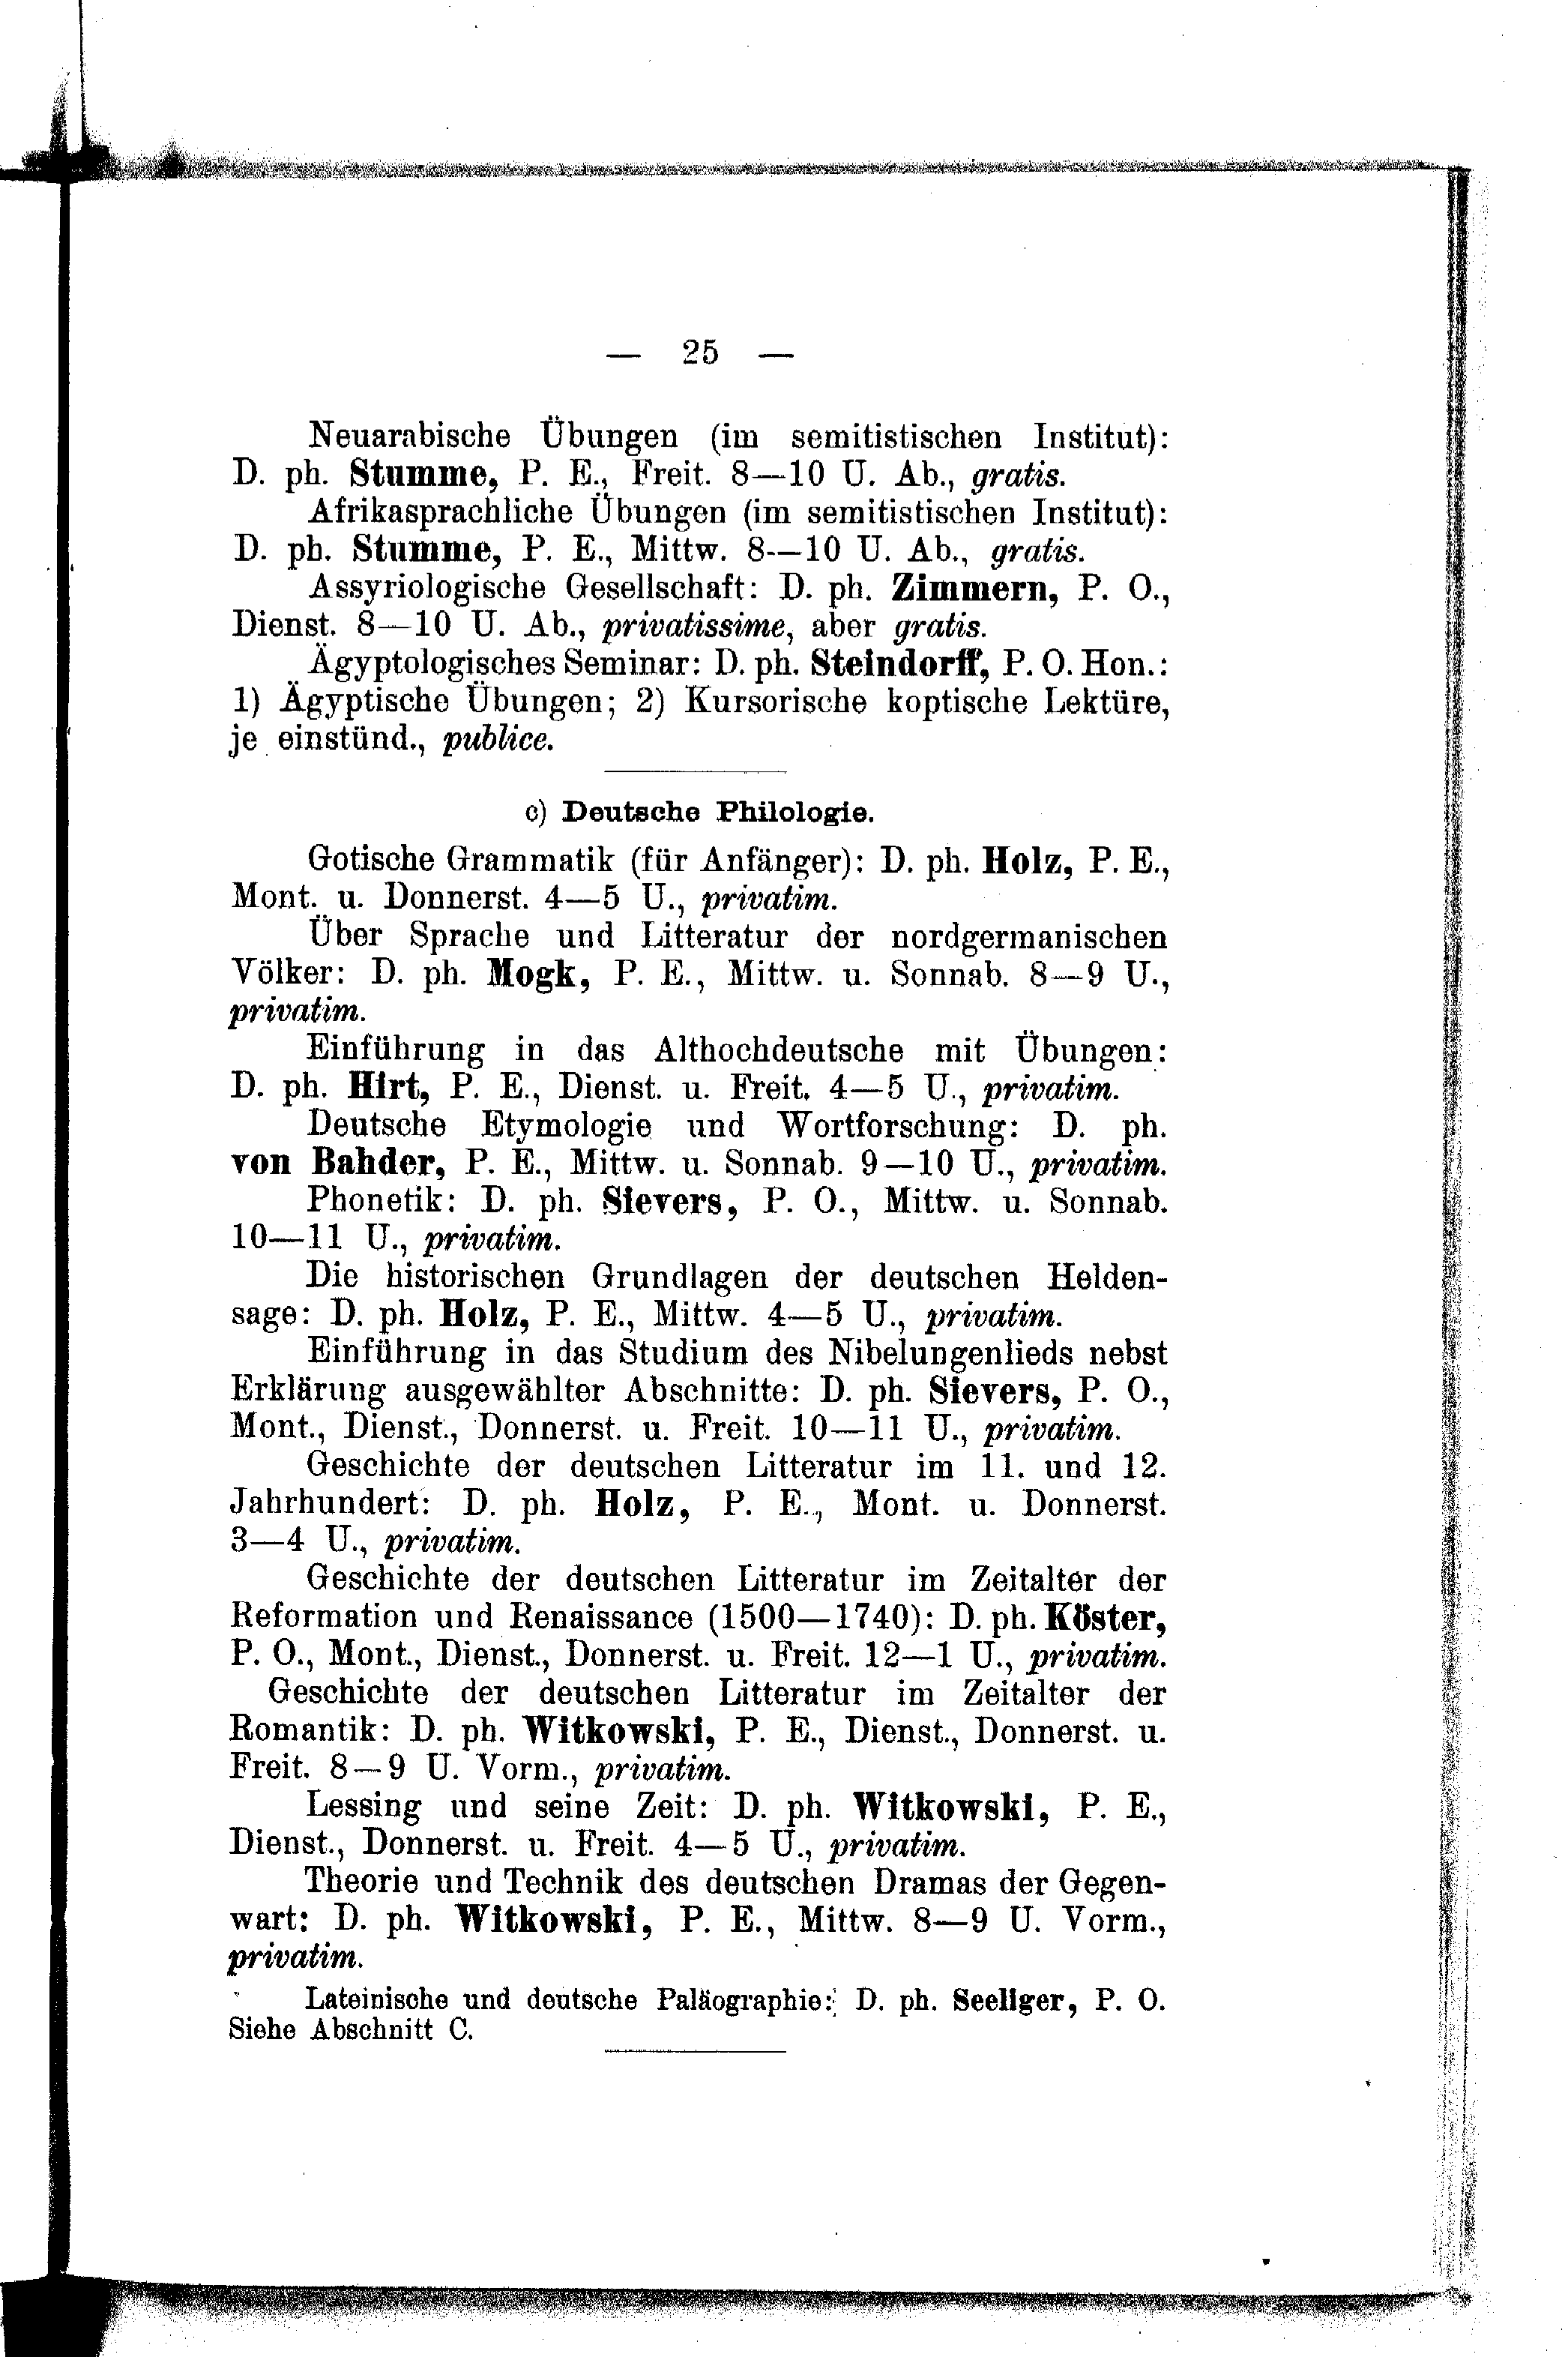 — 25 —
Neuarabische Übungen (im semitistischen Institut):
D. ph. Stumme, P. E., Freit. 8—10 U. Ab., gratis.
Afrikasprachliche Übungen (im semitistischen Institut):
D. ph. Stumme, P. E., Mittw. 8—10 U. Ab., gratis.
Assyriologische Gesellschaft: D. ph. Zimmern, P. O.,
Dienst. 8—10 U. Ab., privatissime, aber gratis.
Ägyptologisches Seminar: D. ph. Steindorff, P. O. Hon.:
1) Ägyptische Übungen; 2) Kursorische koptische Lektüre,
je einstünd., publice.
c) Deutsche Philologie.
Gotische Grammatik (für Anfänger): D. ph. Holz, P. E.,
Mont. u. Donnerst. 4—5 U., privatim.
Über Sprache und Litteratur der nordgermanischen
Völker: D. ph. Mogk, P. E., Mittw. u. Sonnab. 8—9 U.,
privatim.
Einführung in das Althochdeutsche mit Übungen:
D. ph. Hirt, P. E., Dienst. u. Freit. 4—5 U., privatim.
Deutsche Etymologie und Wortforschung: D. ph.
von Bahder, P. E., Mittw. u. Sonnab. 9—10 U., privatim.
Phonetik: D. ph. Sievers, P. O., Mittw. u. Sonnab.
10—11 U., privatim.
Die historischen Grundlagen der deutschen Helden-
sage: D. ph. Holz, P. E., Mittw. 4—5 U., privatim.
Einführung in das Studium des Nibelungenlieds nebst
Erklärung ausgewählter Abschnitte: D. ph. Sievers, P. O.,
Mont., Dienst., Donnerst. u. Freit. 10—11 U., privatim.
Geschichte der deutschen Litteratur im 11. und 12.
Jahrhundert: D. ph. Holz, P. E., Mont. u. Donnerst.
3—4 U., privatim.
Geschichte der deutschen Litteratur im Zeitalter der
Reformation und Renaissance (1500—1740): D. ph. Köster,
P. O., Mont., Dienst., Donnerst. u. Freit. 12—1 U., privatim.
Geschichte der deutschen Litteratur im Zeitalter der
Romantik: D. ph. Witkowski, P. E., Dienst., Donnerst. u.
Freit. 8—9 U. Vorm., privatim.
Lessing und seine Zeit: D. ph. Witkowski, P. E.,
Dienst., Donnerst. u. Freit. 4—5 U., privatim.
Theorie und Technik des deutschen Dramas der Gegen-
wart: D. ph. Witkowski, P. E., Mittw. 8—9 U. Vorm.,
privatim.
Lateinische und deutsche Paläographie: D. ph. Seeliger, P. O.
Siehe Abschnitt C.